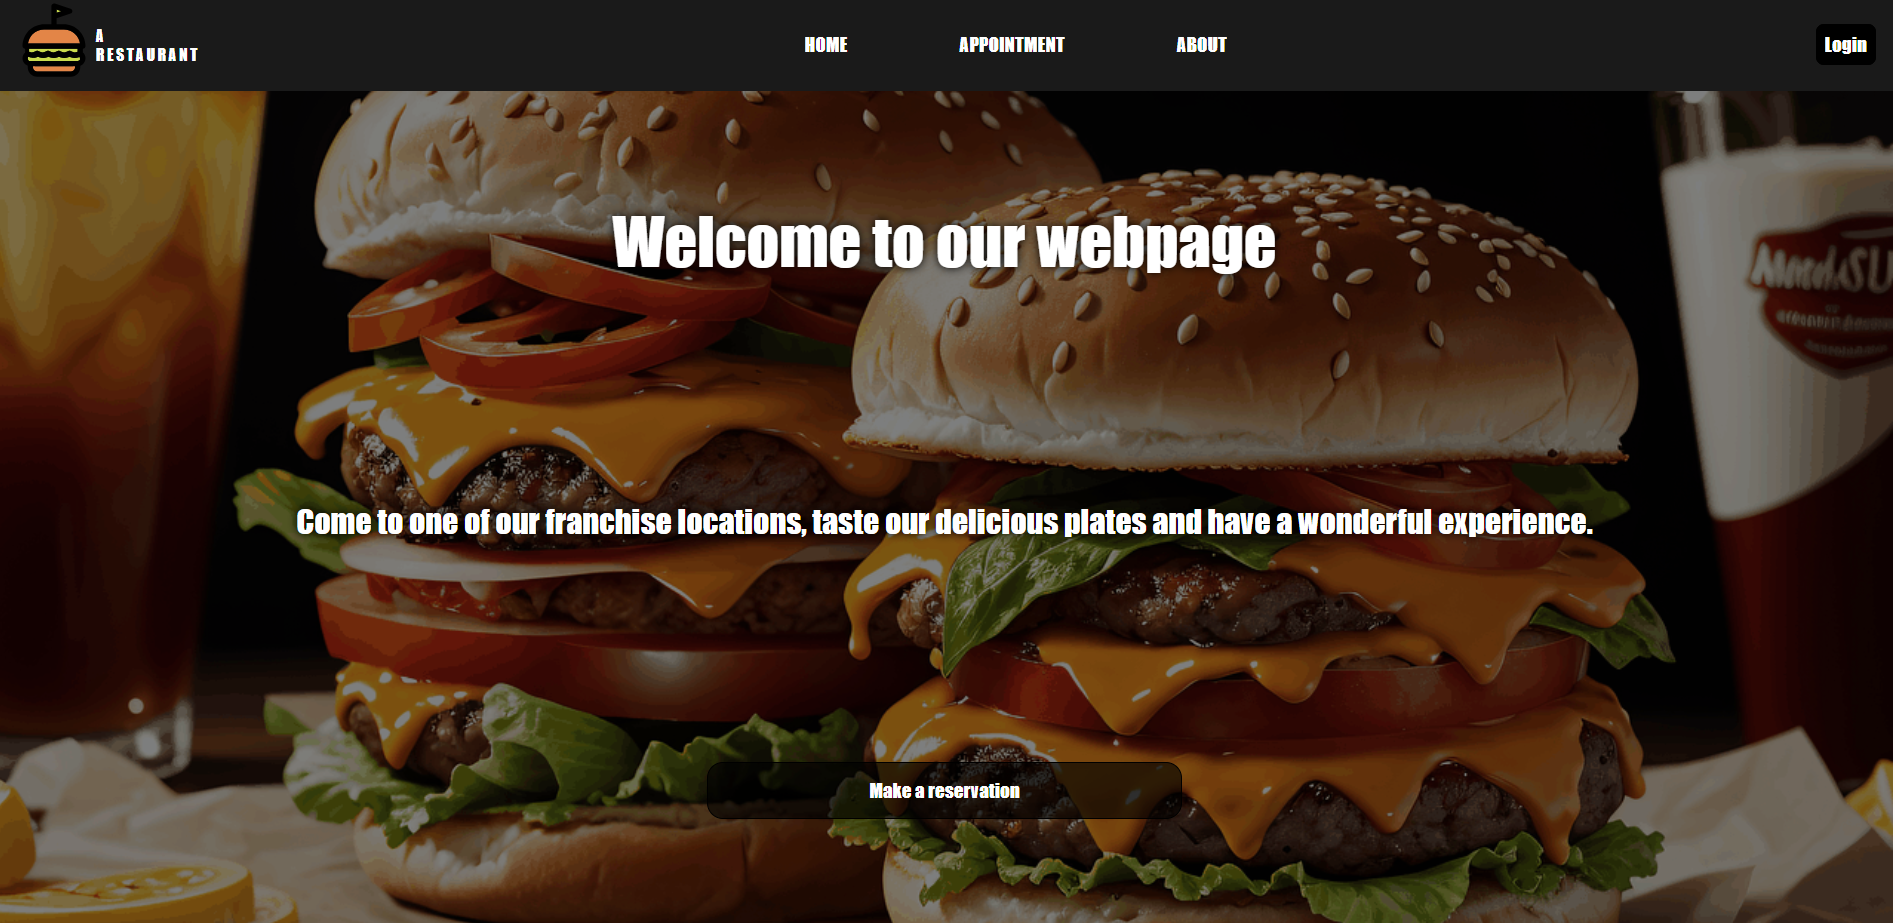 A
RESTAURANT
HOME
APPOINTMENT
ABOUT
Login
Welcome to our webpage
Come to one of our franchise locations, taste our delicious plates and have a wonderful experience.
Make a reservation